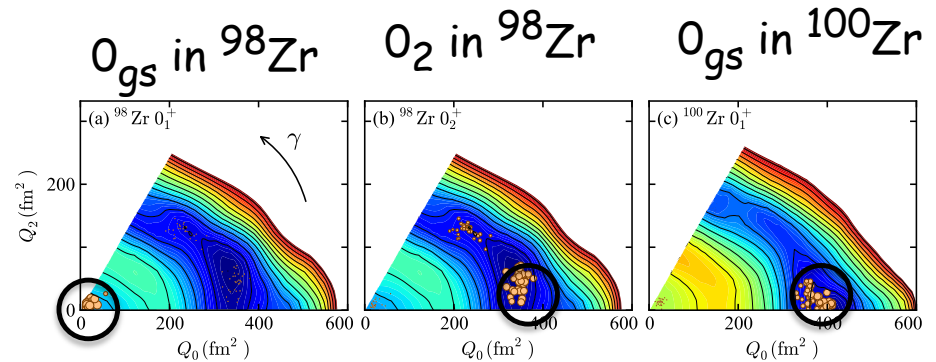 0gs in 98Zr
02 in 98Zr
0gs in 100Zr
(a) 98Zr 0+1
(b) 98Zr 0+2
(c) 100Zr 0+1
γ
Q2(fm2)
200
0
0 200 400 600
0 200 400 600
0 200 400 600
Q0(fm2)
Q0(fm2)
Q0(fm2)